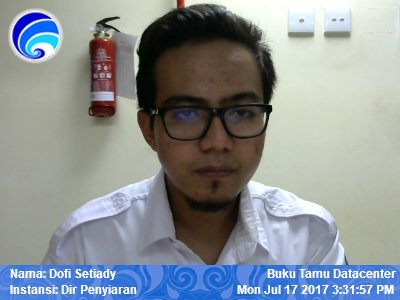 Nama: Dofi Setiady
Buku Tamu Datacenter
Instansi: Dir Penyiaran
Mon Jul 17 2017 3:31:57 PM